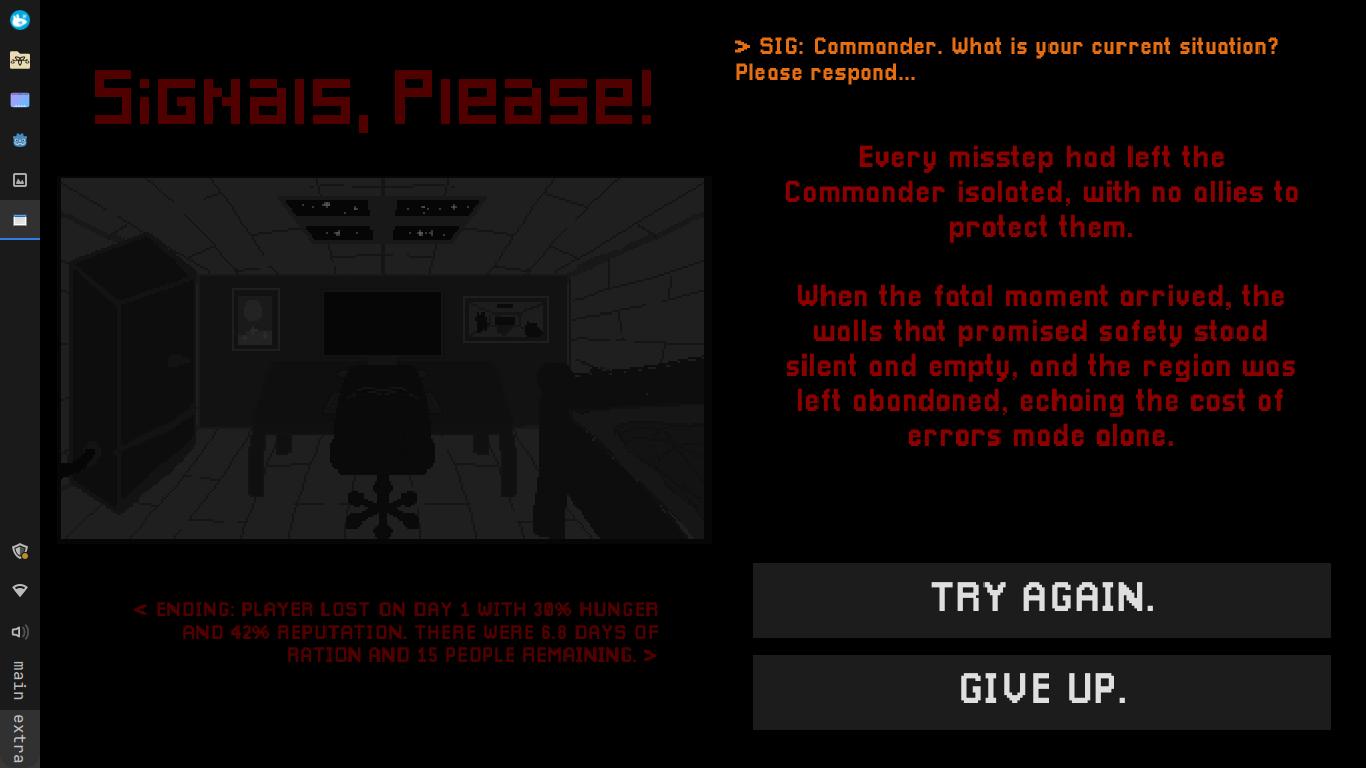 Signals, Please!
> SIG: Commander. What is your current situation?
Please respond...
Every misstep had left the
Commander isolated, with no allies to
protect them.
When the fatal moment arrived, the
walls that promised safety stood
silent and empty, and the region was
left abandoned, echoing the cost of
errors made alone.
< ENDING: PLAYER LOST ON DAY 1 WITH 30% HUNGER
AND 42% REPUTATION. THERE WERE 6.0 DAYS OF
RATION AND 15 PEOPLE REMAINING. >
TRY AGAIN.
GIVE UP.
main
extra